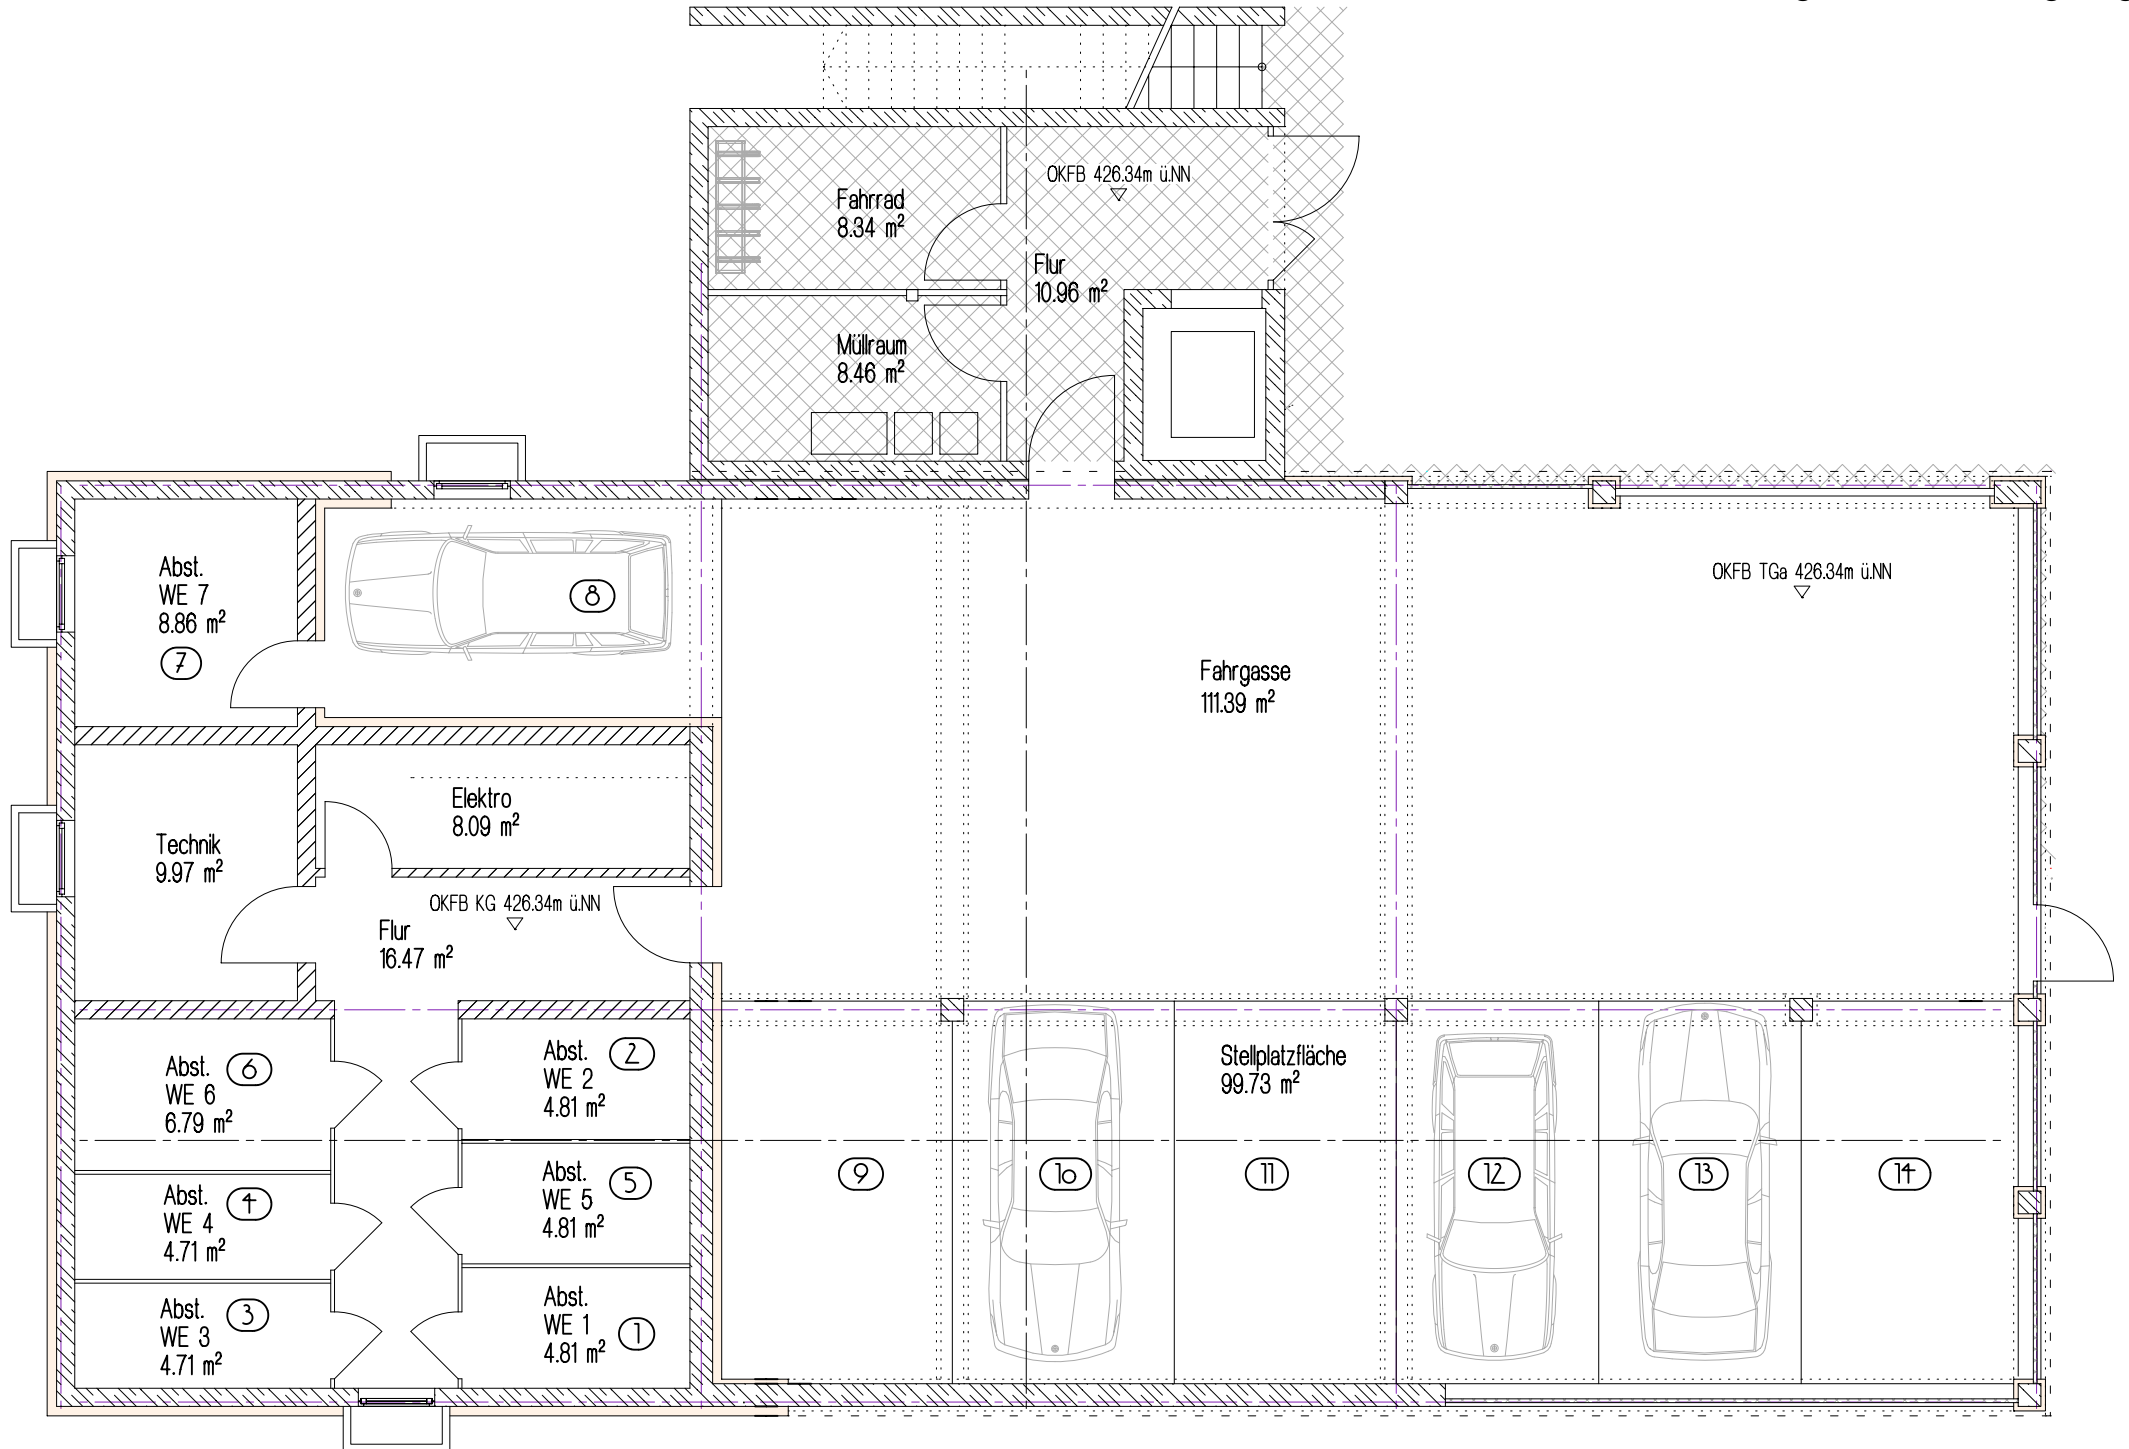 OKFB 426.34m ü.NN
Fahrrad
8.34 m²
Flur
10.96 m²
Müllraum
8.46 m²
Abst.
WE 7
8.86 m²
7
8
OKFB TGa 426.34m ü.NN
Fahrgasse
111.39 m²
Elektro
8.09 m²
Technik
9.97 m²
OKFB KG 426.34m ü.NN
Flur
16.47 m²
Abst.
WE 6
6.79 m²
6
Abst.
WE 2
4.81 m²
2
Stellplatzfläche
99.73 m²
Abst.
WE 4
4.71 m²
4
Abst.
WE 5
4.81 m²
5
9
10
11
12
13
14
Abst.
WE 3
4.71 m²
3
Abst.
WE 1
4.81 m²
1